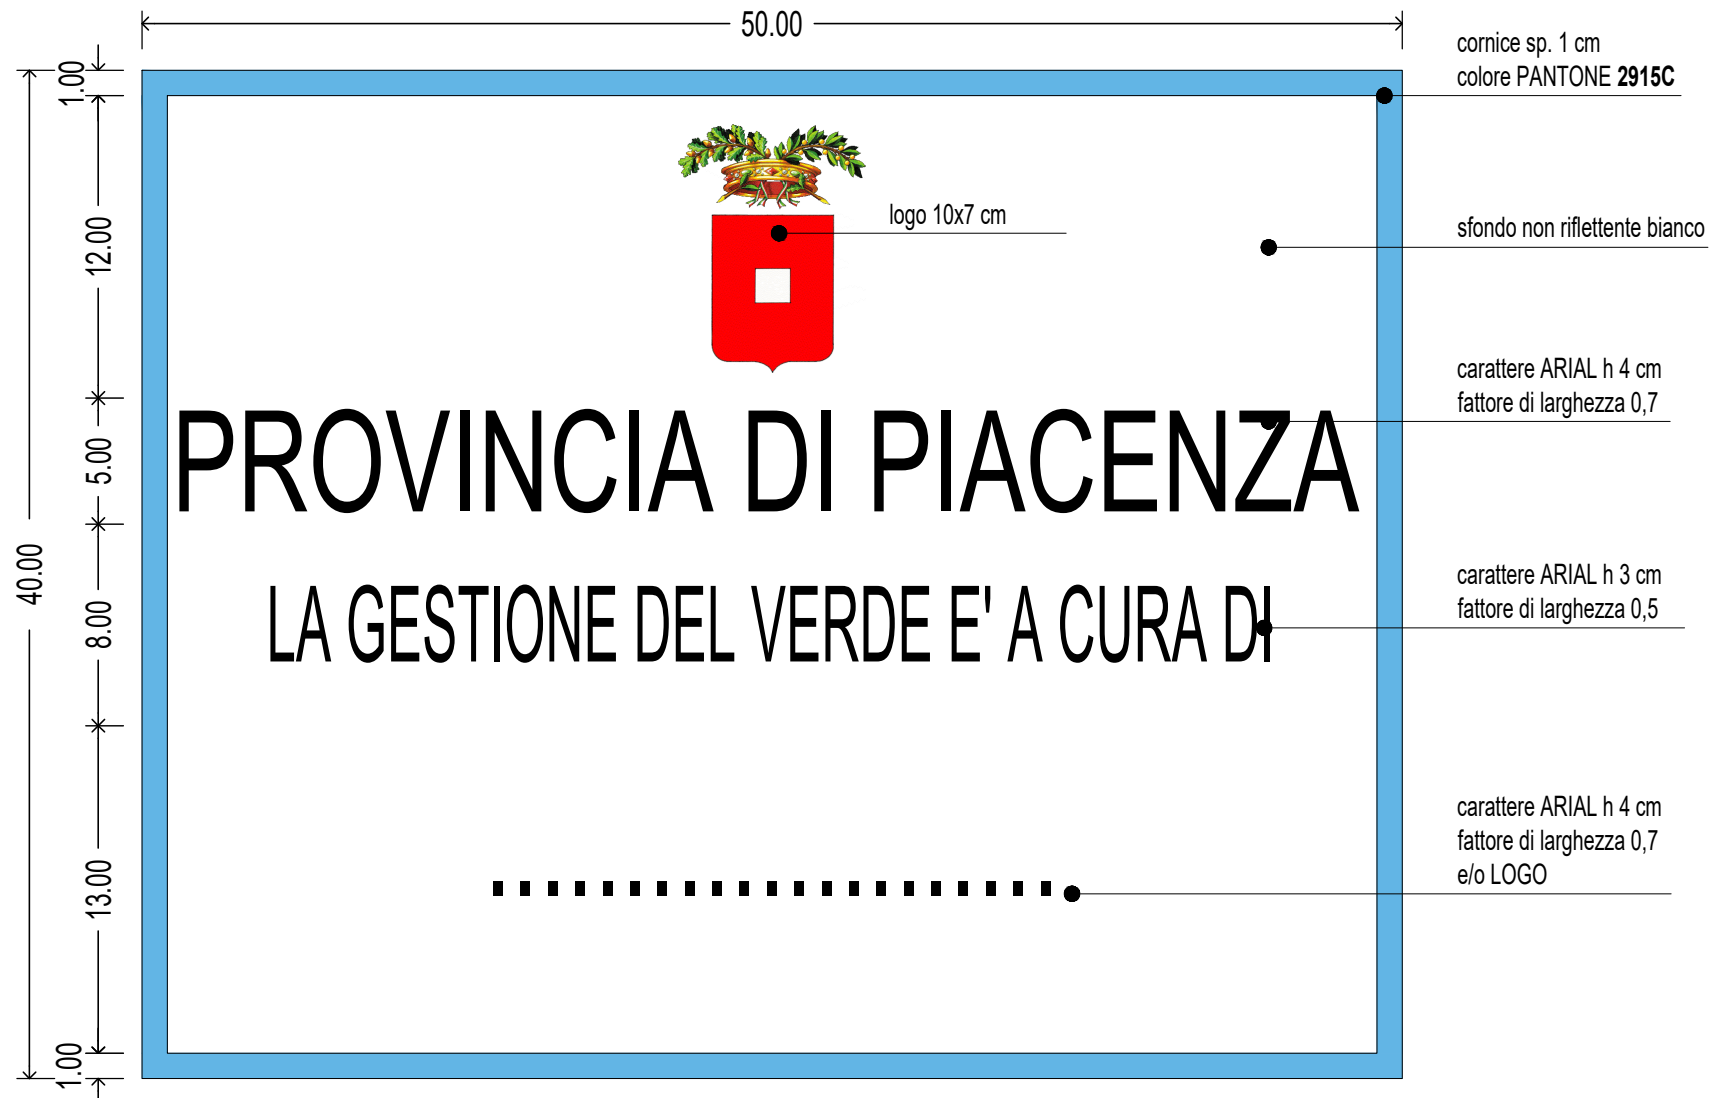 50.00
cornice sp. 1 cm
colore PANTONE 2915C
1.00
logo 10x7 cm
sfondo non riflettente bianco
12.00
carattere ARIAL h 4 cm
fattore di larghezza 0,7
PROVINCIA DI PIACENZA
5.00
40.00
carattere ARIAL h 3 cm
fattore di larghezza 0,5
LA GESTIONE DEL VERDE E' A CURA DI
8.00
carattere ARIAL h 4 cm
fattore di larghezza 0,7
e/o LOGO
.....................
13.00
1.00